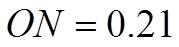 ON = 0.21